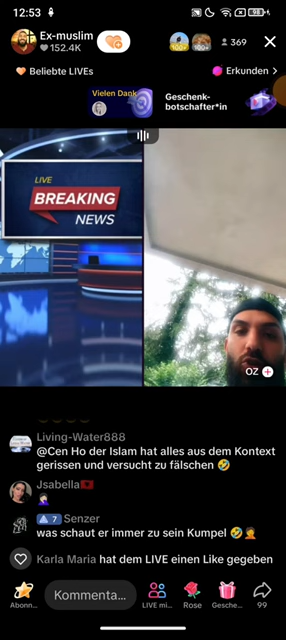 12:53
98
Ex-muslim
152.4K
100+
100+
369
Beliebte LIVEs
Erkunden >
Vielen Dank
Geschenk-
botschafter*in
LIVE
BREAKING
NEWS
OZ
Living-Water888
@Cen Ho der Islam hat alles aus dem Kontext
gerissen und versucht zu fälschen 🤣
Jsabella🇦🇱
🤦🏻‍♀️
7 Senzer
was schaut er immer zu sein Kumpel 🤣🤦
Karla Maria hat dem LIVE einen Like gegeben
Kommenta...
Abonn...
LIVE mi...
Rose
Gesche...
99